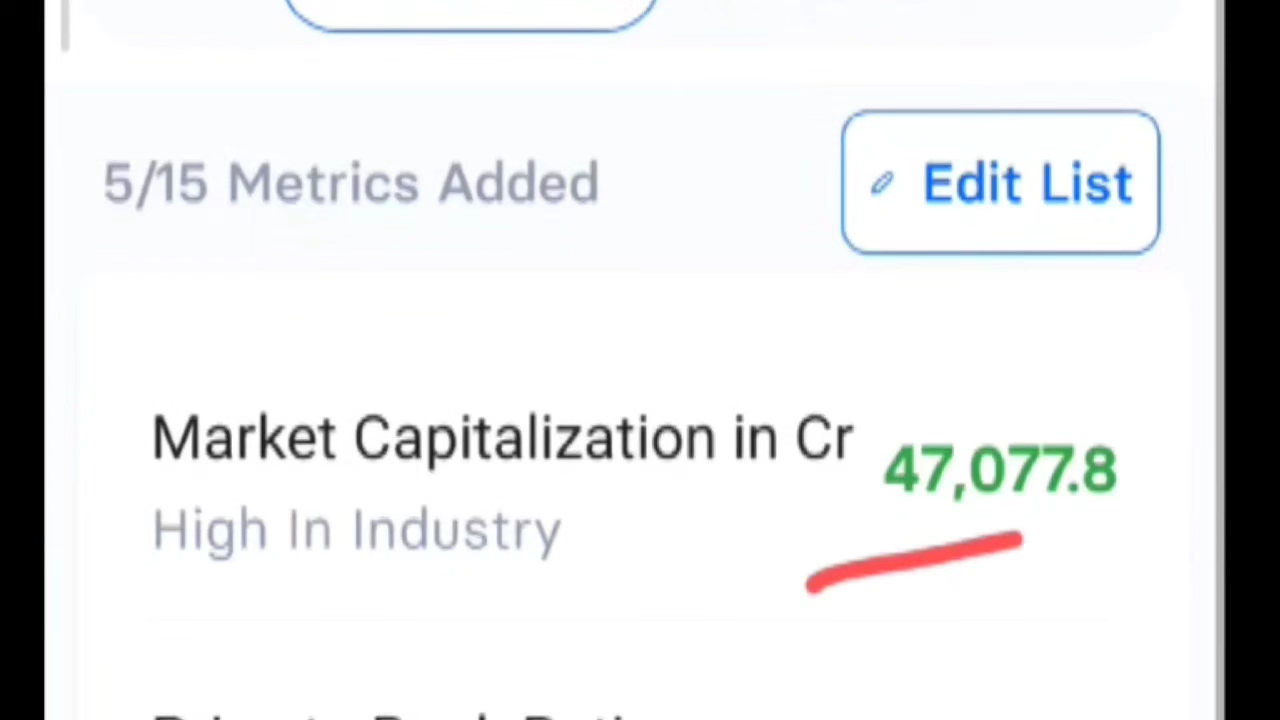 5/15 Metrics Added
Edit List
Market Capitalization in Cr
47,077.8
High In Industry